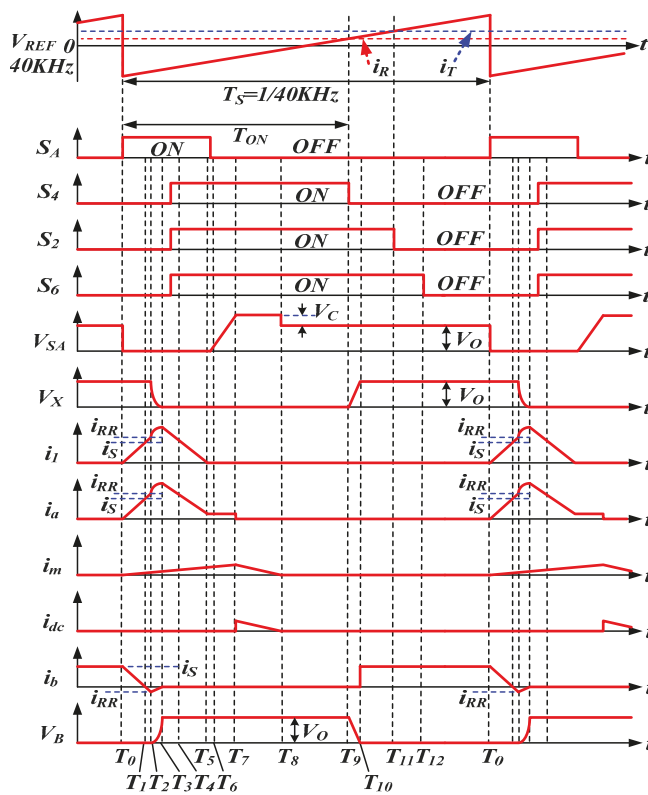 V_REF 0 t
40KHz
i_R i_T
T_S=1/40KHz
T_ON
S_A ON OFF t
S_4 ON OFF t
S_2 ON OFF t
S_6 ON OFF t
V_C
V_SA V_O t
V_X V_O t
i_RR i_RR
i_S i_S
i_1 t
i_RR i_RR
i_S i_S
i_a t
i_m t
i_dc t
i_S
i_b t
i_RR i_RR
V_B V_O t
T_0 T_5 T_7 T_8 T_9 T_11 T_12 T_0
T_1 T_2 T_3 T_4 T_6 T_10